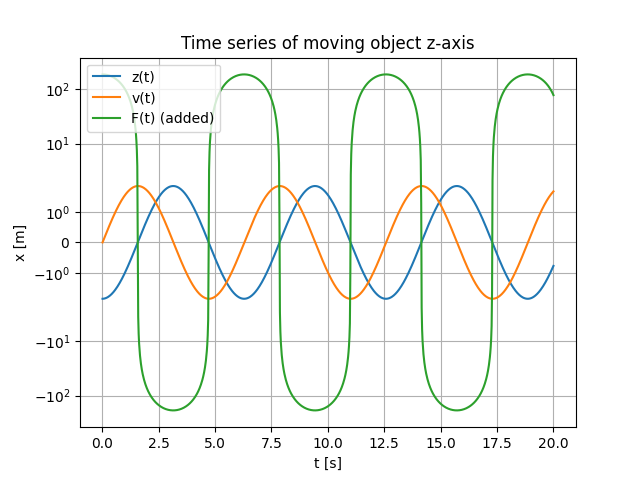 Time series of moving object z-axis
z(t)
v(t)
F(t) (added)
x [m]
10²
10¹
10⁰
0
−10⁰
−10¹
−10²
0.0 2.5 5.0 7.5 10.0 12.5 15.0 17.5 20.0
t [s]